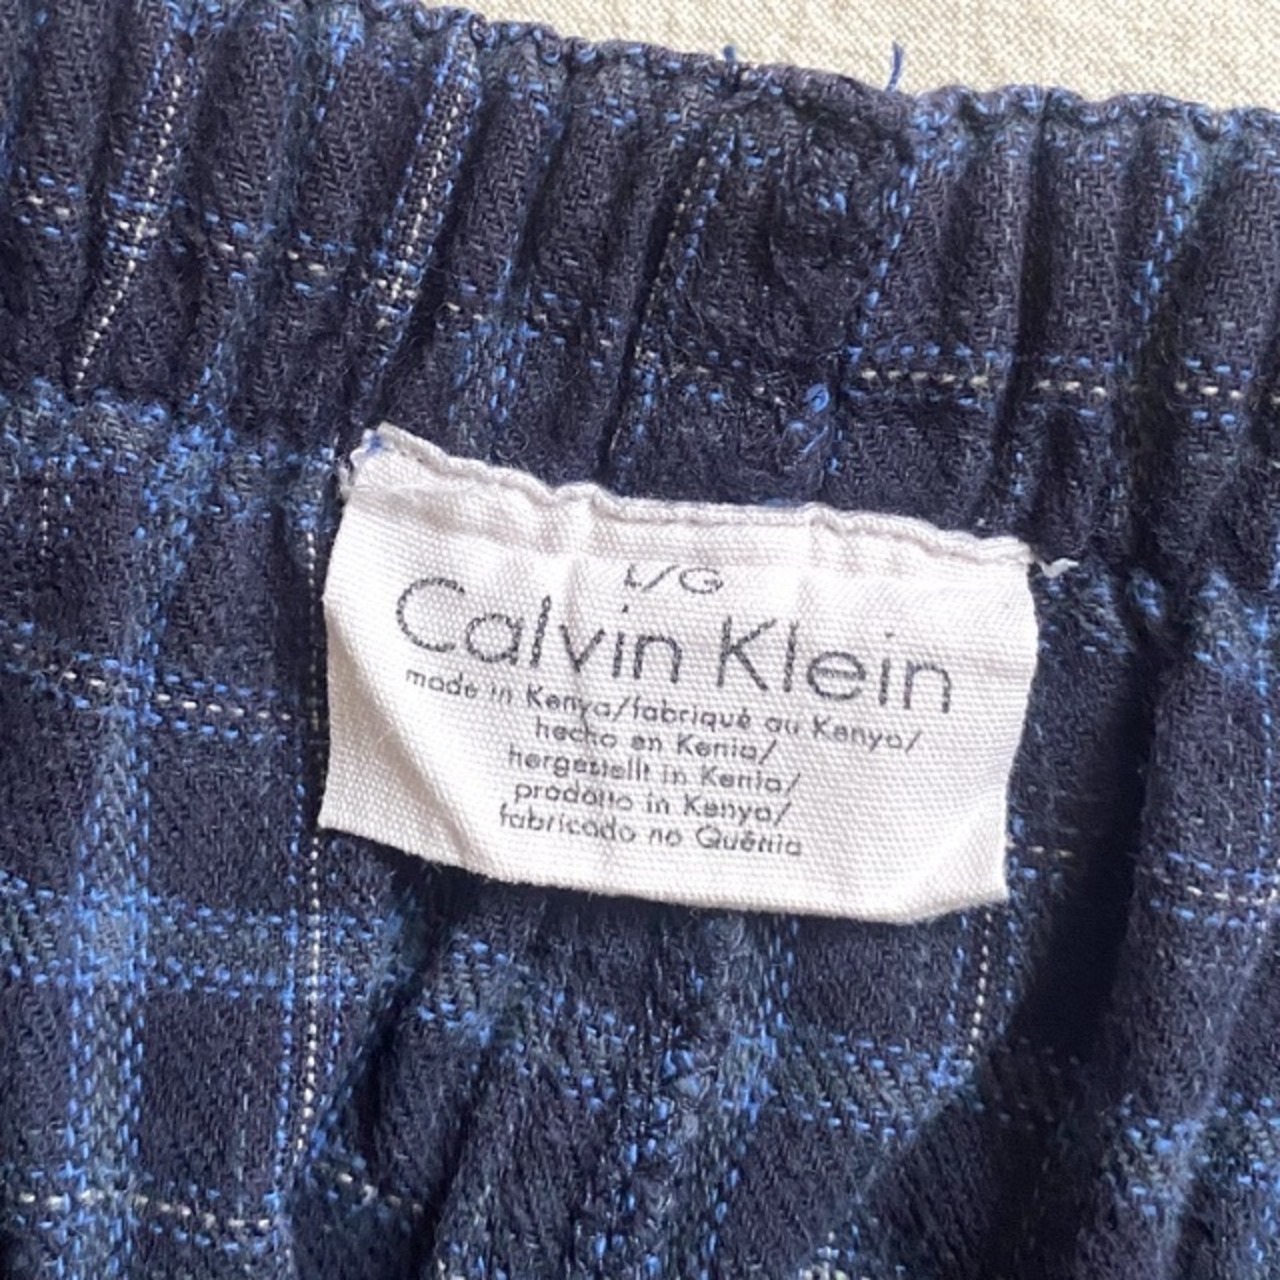 L/G
Calvin Klein
made in Kenya/fabriqué au Kenya/
hecho en Kenia/
hergestellt in Kenia/
prodotto in Kenya/
fabricado no Quênia